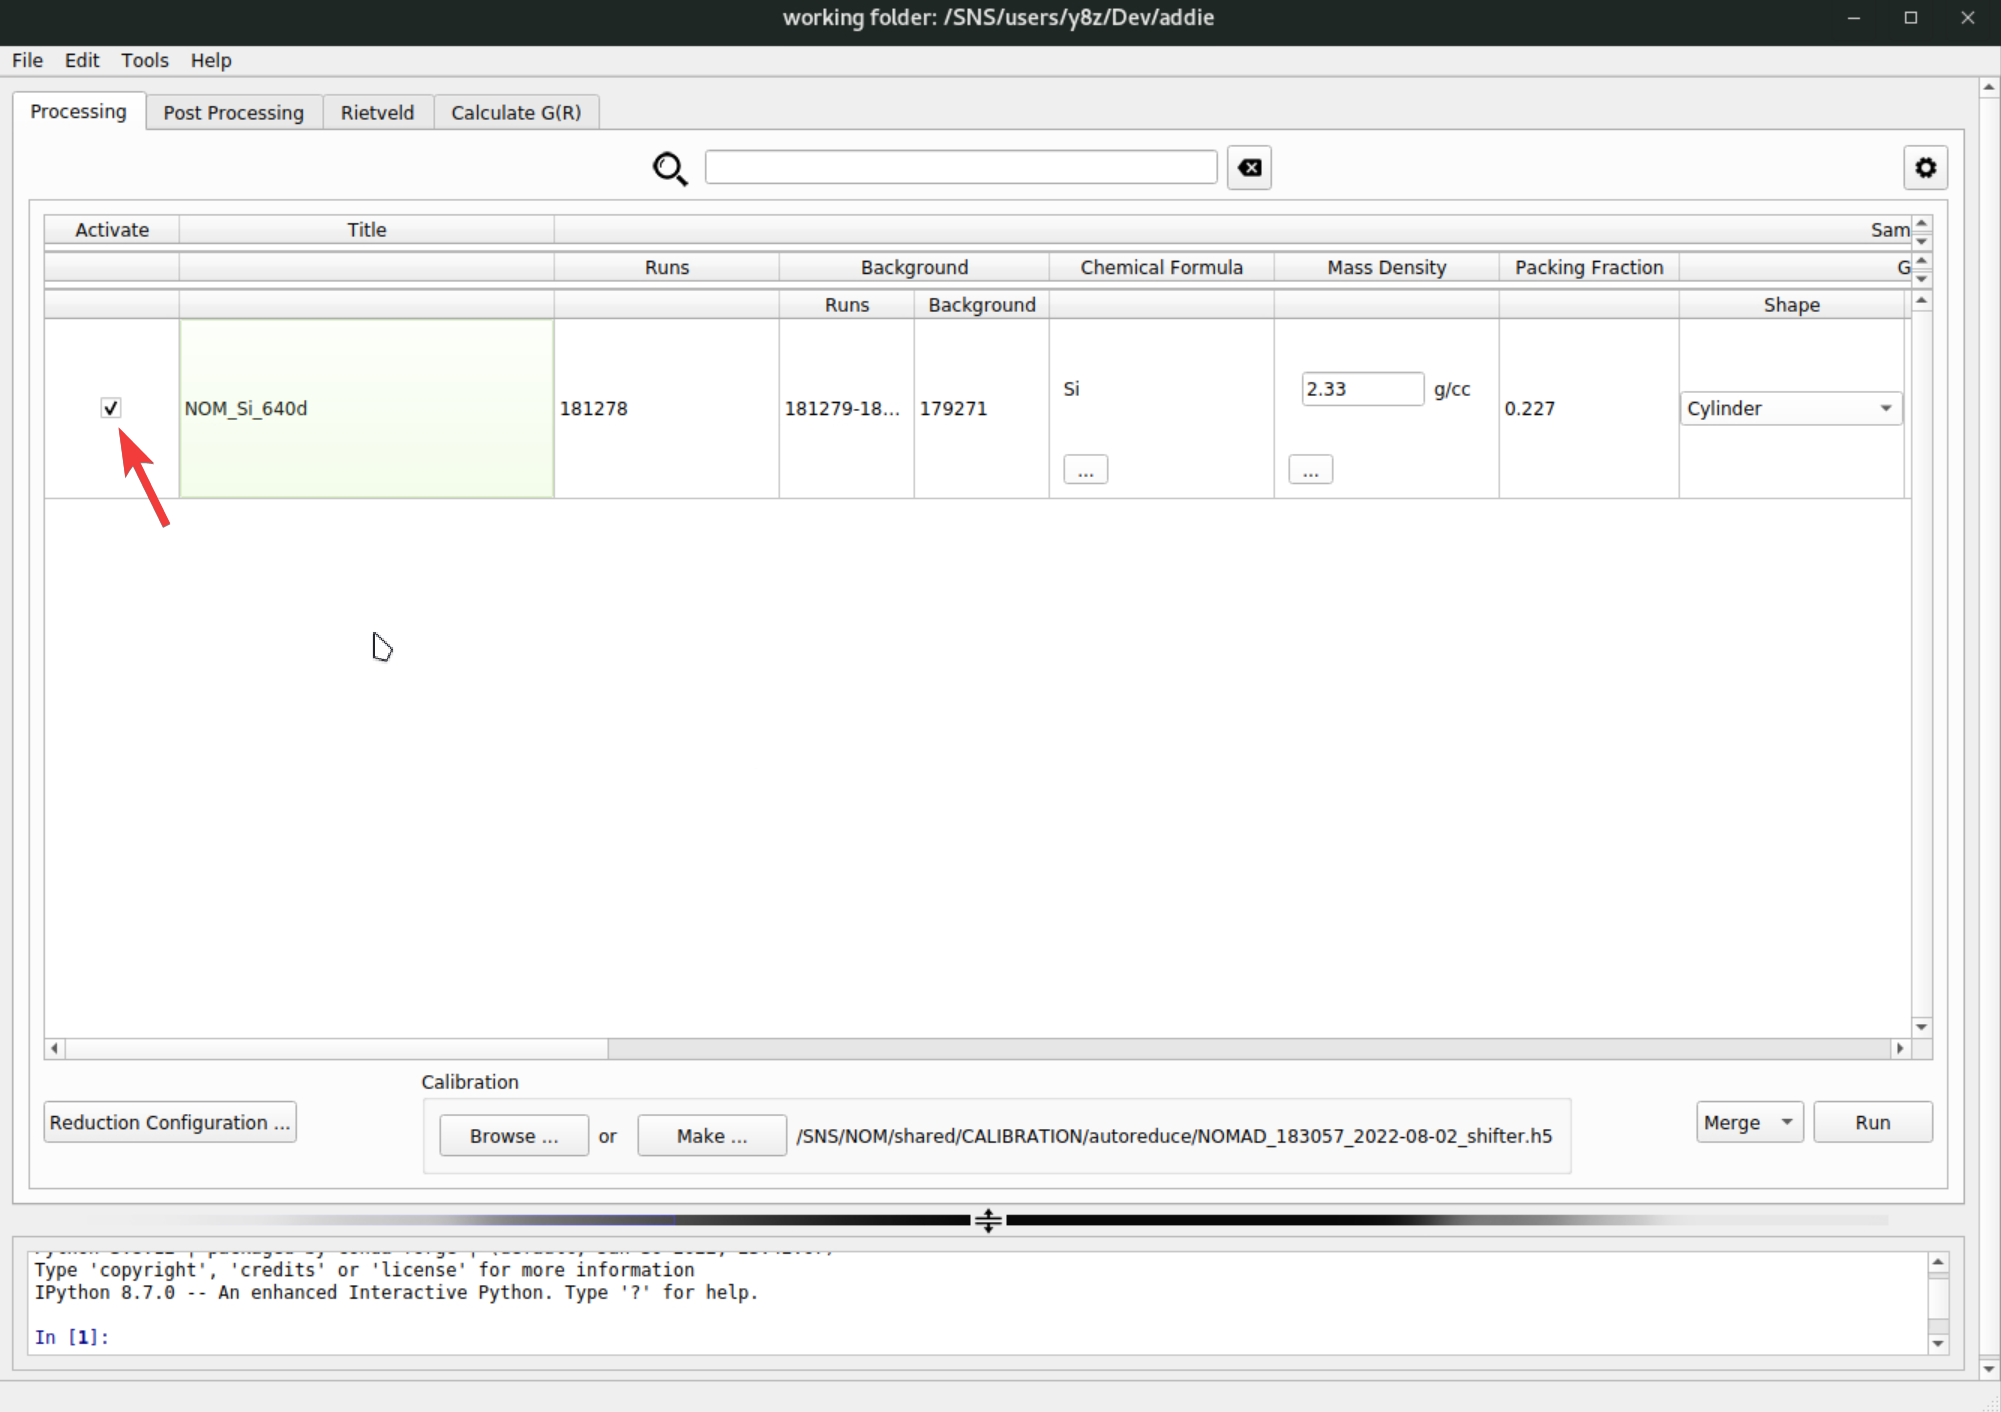 working folder: /SNS/users/y8z/Dev/addie
File Edit Tools Help
Processing Post Processing Rietveld Calculate G(R)
Activate Title Sam
Runs Background Chemical Formula Mass Density Packing Fraction G
Runs Background Shape
NOM_Si_640d 181278 181279-18... 179271 Si 2.33 g/cc 0.227 Cylinder
... ...
Calibration
Reduction Configuration ... Browse ... or Make ... /SNS/NOM/shared/CALIBRATION/autoreduce/NOMAD_183057_2022-08-02_shifter.h5 Merge Run
Type 'copyright', 'credits' or 'license' for more information
IPython 8.7.0 -- An enhanced Interactive Python. Type '?' for help.
In [1]: